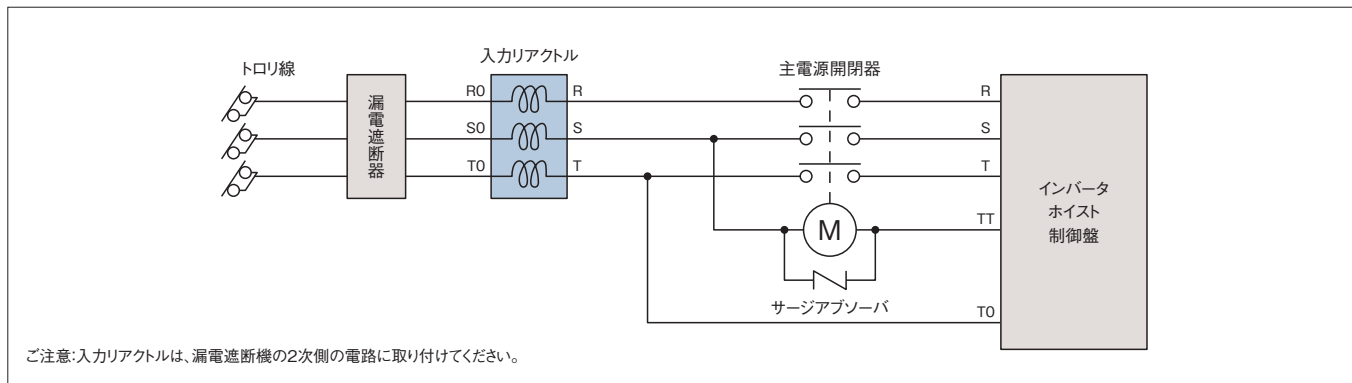 入力リアクトル
トロリ線
主電源開閉器
漏電遮断器
R0
R
R
S0
S
S
T0
T
T
インバータ
ホイスト
制御盤
M
TT
サージアブソーバ
T0
ご注意:入力リアクトルは、漏電遮断機の2次側の電路に取り付けてください。